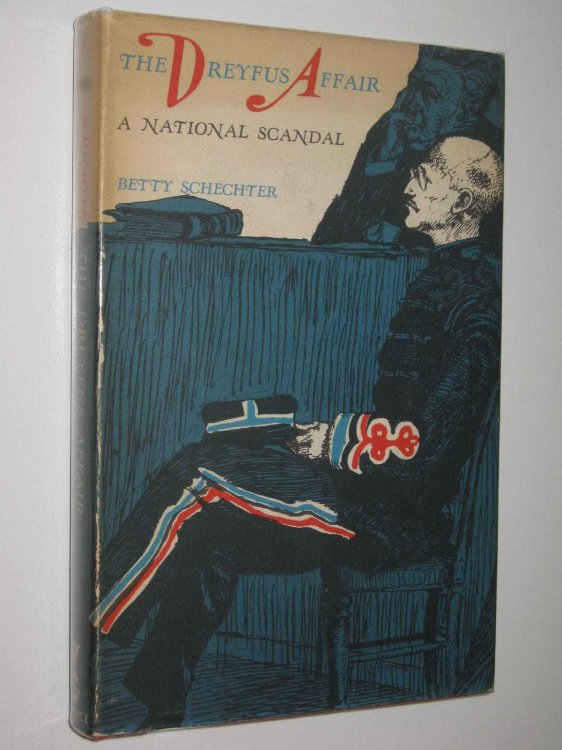 THE DREYFUS AFFAIR
A NATIONAL SCANDAL
BETTY SCHECHTER
THE DREYFUS AFFAIR